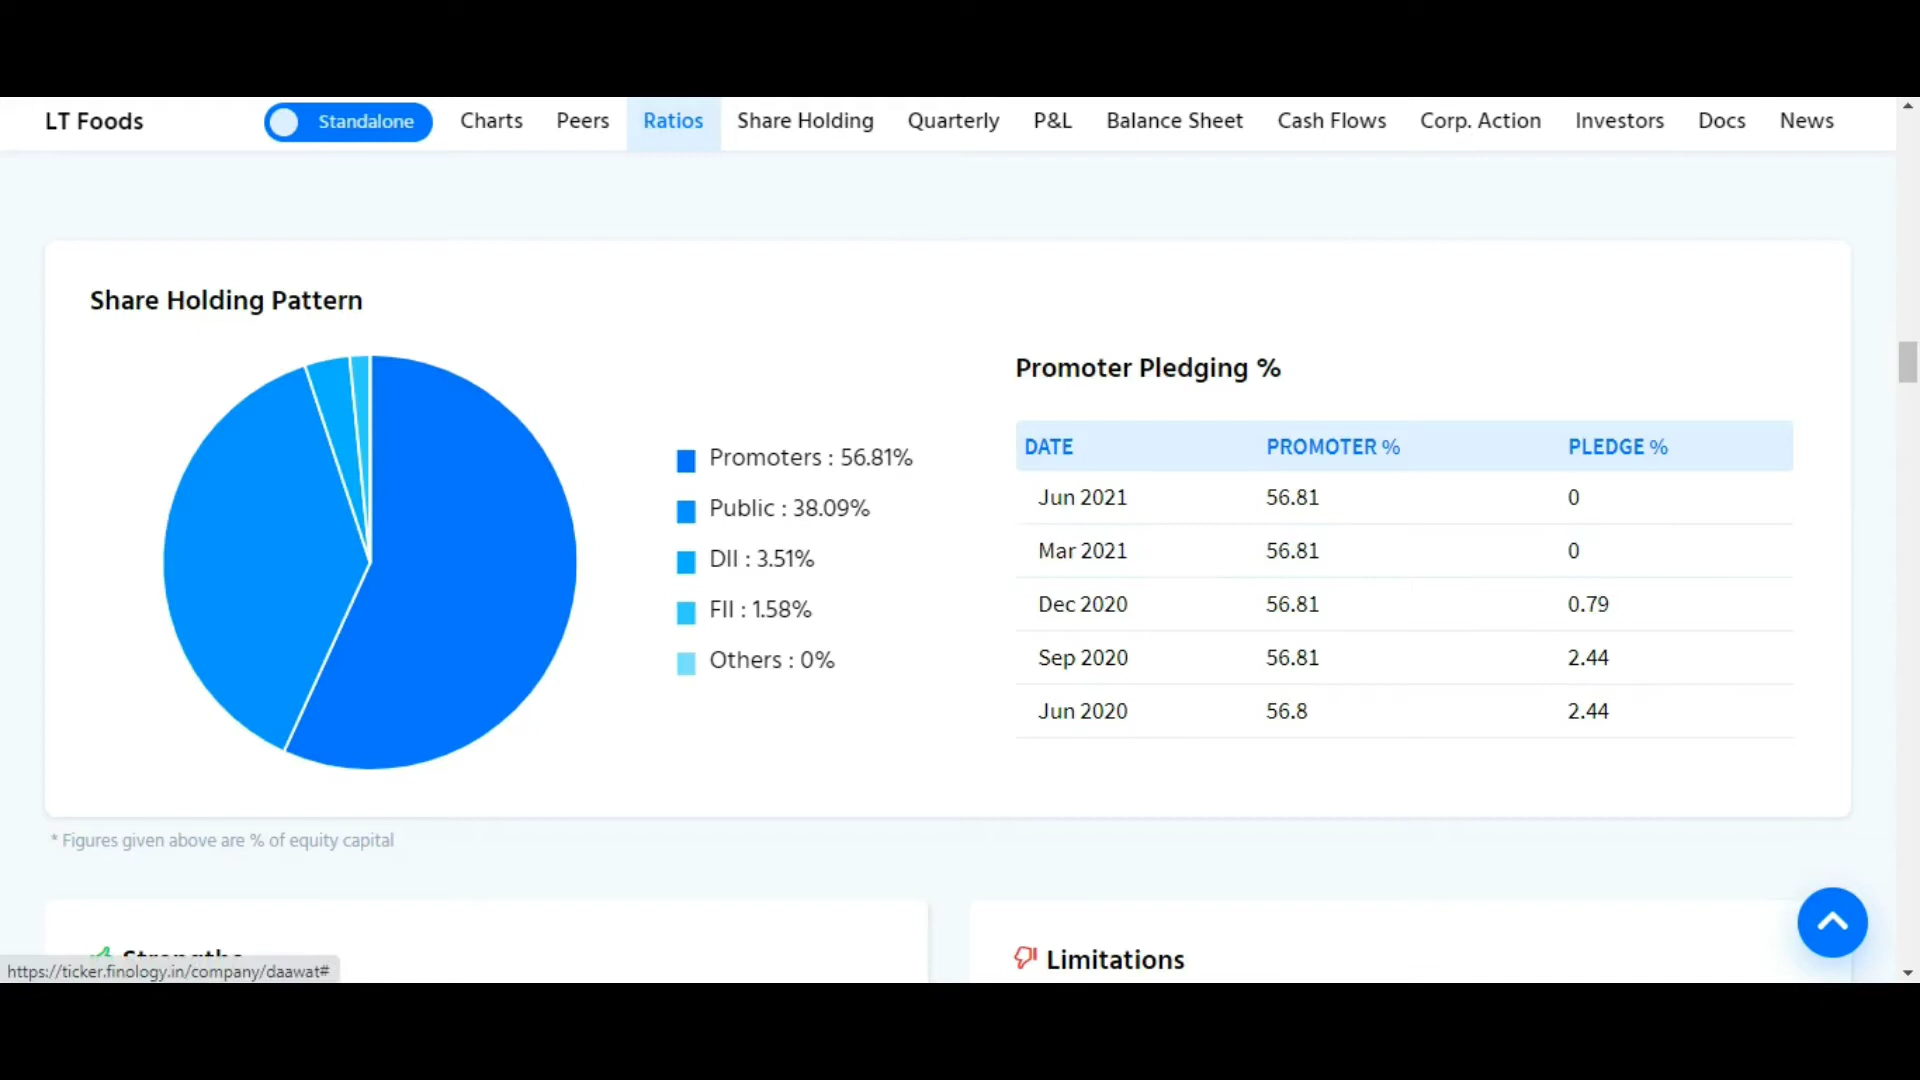 LT Foods
Standalone
Charts
Peers
Ratios
Share Holding
Quarterly
P&L
Balance Sheet
Cash Flows
Corp. Action
Investors
Docs
News
Share Holding Pattern
Promoters : 56.81%
Public : 38.09%
DII : 3.51%
FII : 1.58%
Others : 0%
Promoter Pledging %
DATE PROMOTER % PLEDGE %
Jun 2021 56.81 0
Mar 2021 56.81 0
Dec 2020 56.81 0.79
Sep 2020 56.81 2.44
Jun 2020 56.8 2.44
* Figures given above are % of equity capital
Strengths
Limitations
https://ticker.finology.in/company/daawat#